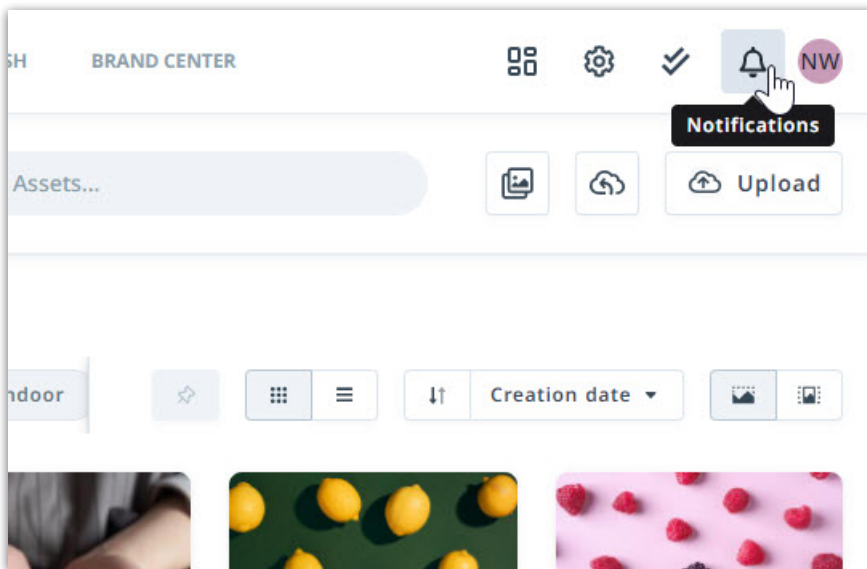 SH BRAND CENTER NW
Notifications
Assets... Upload
ndoor Creation date